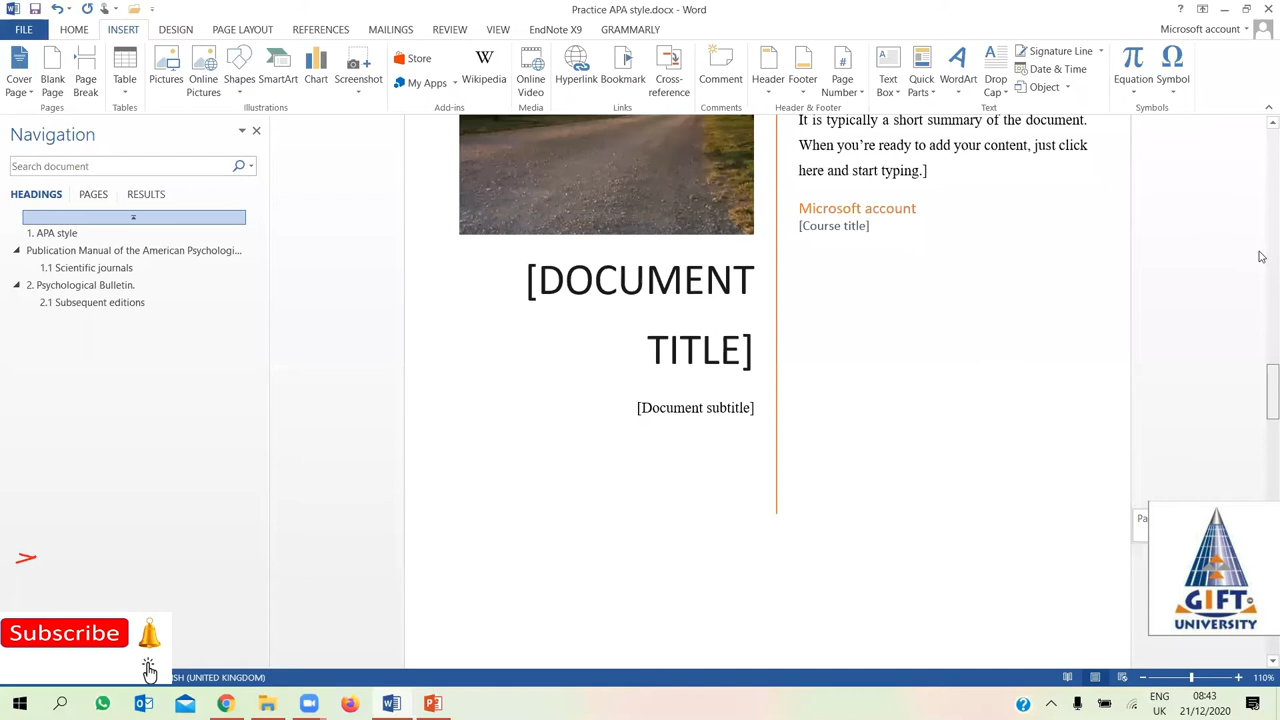 Practice APA style.docx - Word
FILE HOME INSERT DESIGN PAGE LAYOUT REFERENCES MAILINGS REVIEW VIEW EndNote X9 GRAMMARLY Microsoft account
Cover Page Blank Page Page Break Table Pictures Online Pictures Shapes SmartArt Chart Screenshot Store My Apps Wikipedia Online Video Hyperlink Bookmark Cross-reference Comment Header Footer Page Number Text Box Quick Parts WordArt Drop Cap Signature Line Date & Time Object Equation Symbol
Pages Tables Illustrations Add-ins Media Links Comments Header & Footer Text Symbols
Navigation
Search document
HEADINGS PAGES RESULTS
1. APA style
Publication Manual of the American Psychologi...
1.1 Scientific journals
2. Psychological Bulletin.
2.1 Subsequent editions
It is typically a short summary of the document.
When you're ready to add your content, just click
here and start typing.]
Microsoft account
[Course title]
[DOCUMENT
TITLE]
[Document subtitle]
Pa
GIFT
UNIVERSITY
Subscribe
ISH (UNITED KINGDOM) 110%
ENG 08:43
UK 21/12/2020